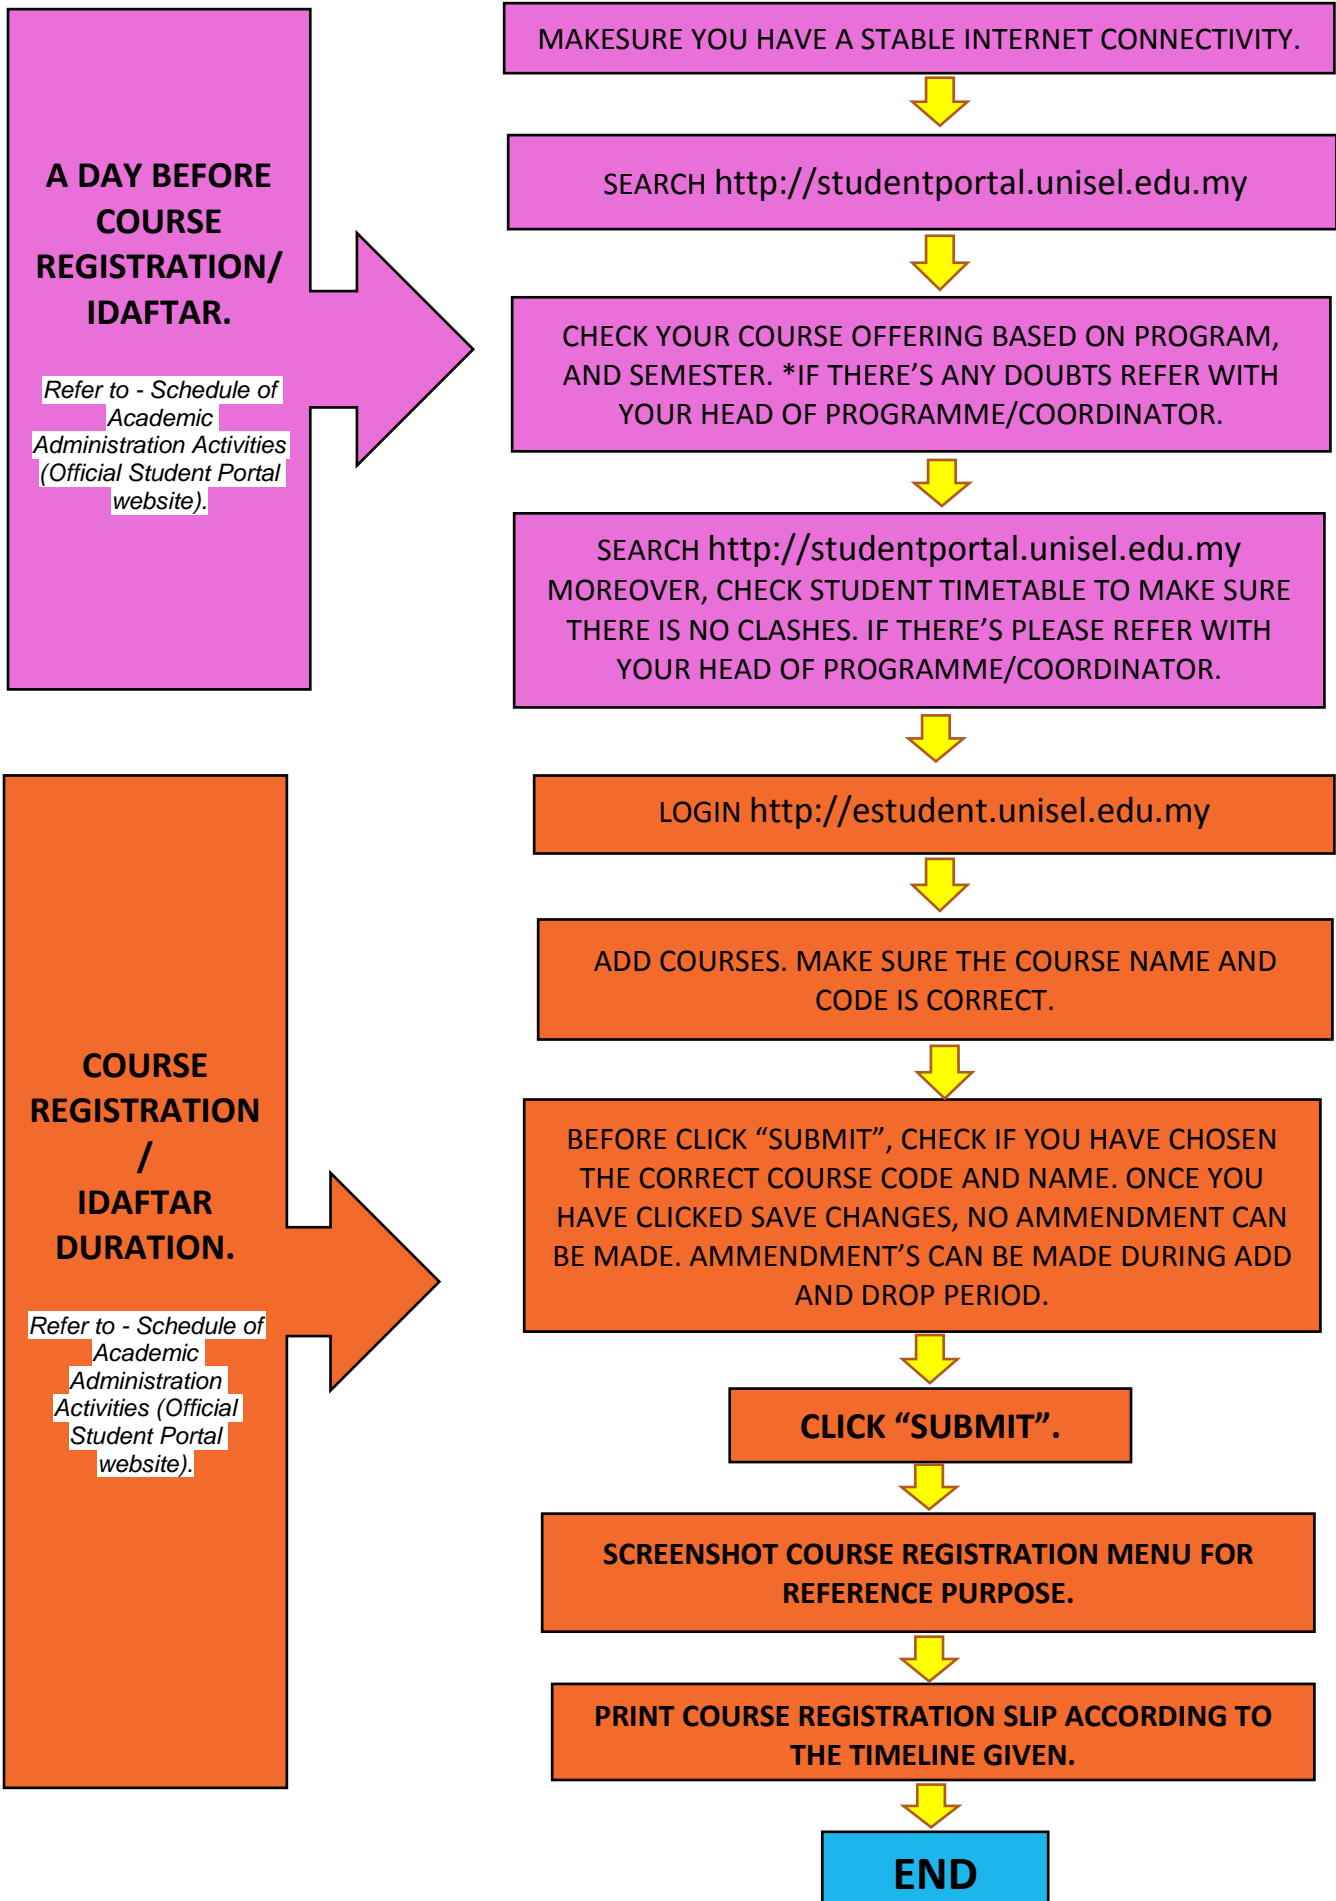 A DAY BEFORE
COURSE
REGISTRATION/
IDAFTAR.
Refer to - Schedule of
Academic
Administration Activities
(Official Student Portal
website).
MAKESURE YOU HAVE A STABLE INTERNET CONNECTIVITY.
SEARCH http://studentportal.unisel.edu.my
CHECK YOUR COURSE OFFERING BASED ON PROGRAM,
AND SEMESTER. *IF THERE’S ANY DOUBTS REFER WITH
YOUR HEAD OF PROGRAMME/COORDINATOR.
SEARCH http://studentportal.unisel.edu.my
MOREOVER, CHECK STUDENT TIMETABLE TO MAKE SURE
THERE IS NO CLASHES. IF THERE’S PLEASE REFER WITH
YOUR HEAD OF PROGRAMME/COORDINATOR.
COURSE
REGISTRATION
/
IDAFTAR
DURATION.
Refer to - Schedule of
Academic
Administration
Activities (Official
Student Portal
website).
LOGIN http://estudent.unisel.edu.my
ADD COURSES. MAKE SURE THE COURSE NAME AND
CODE IS CORRECT.
BEFORE CLICK “SUBMIT”, CHECK IF YOU HAVE CHOSEN
THE CORRECT COURSE CODE AND NAME. ONCE YOU
HAVE CLICKED SAVE CHANGES, NO AMMENDMENT CAN
BE MADE. AMMENDMENT’S CAN BE MADE DURING ADD
AND DROP PERIOD.
CLICK “SUBMIT”.
SCREENSHOT COURSE REGISTRATION MENU FOR
REFERENCE PURPOSE.
PRINT COURSE REGISTRATION SLIP ACCORDING TO
THE TIMELINE GIVEN.
END